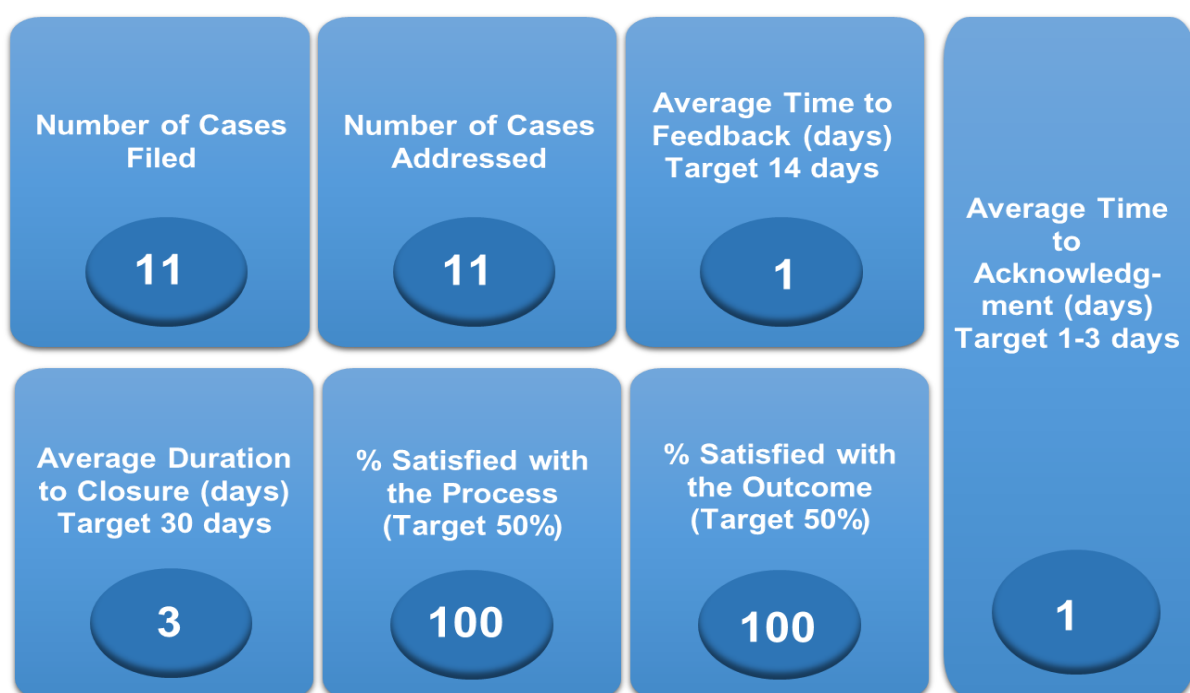 Number of Cases
Filed
11
Number of Cases
Addressed
11
Average Time to
Feedback (days)
Target 14 days
1
Average Time
to
Acknowledg-
ment (days)
Target 1-3 days
1
Average Duration
to Closure (days)
Target 30 days
3
% Satisfied with
the Process
(Target 50%)
100
% Satisfied with
the Outcome
(Target 50%)
100